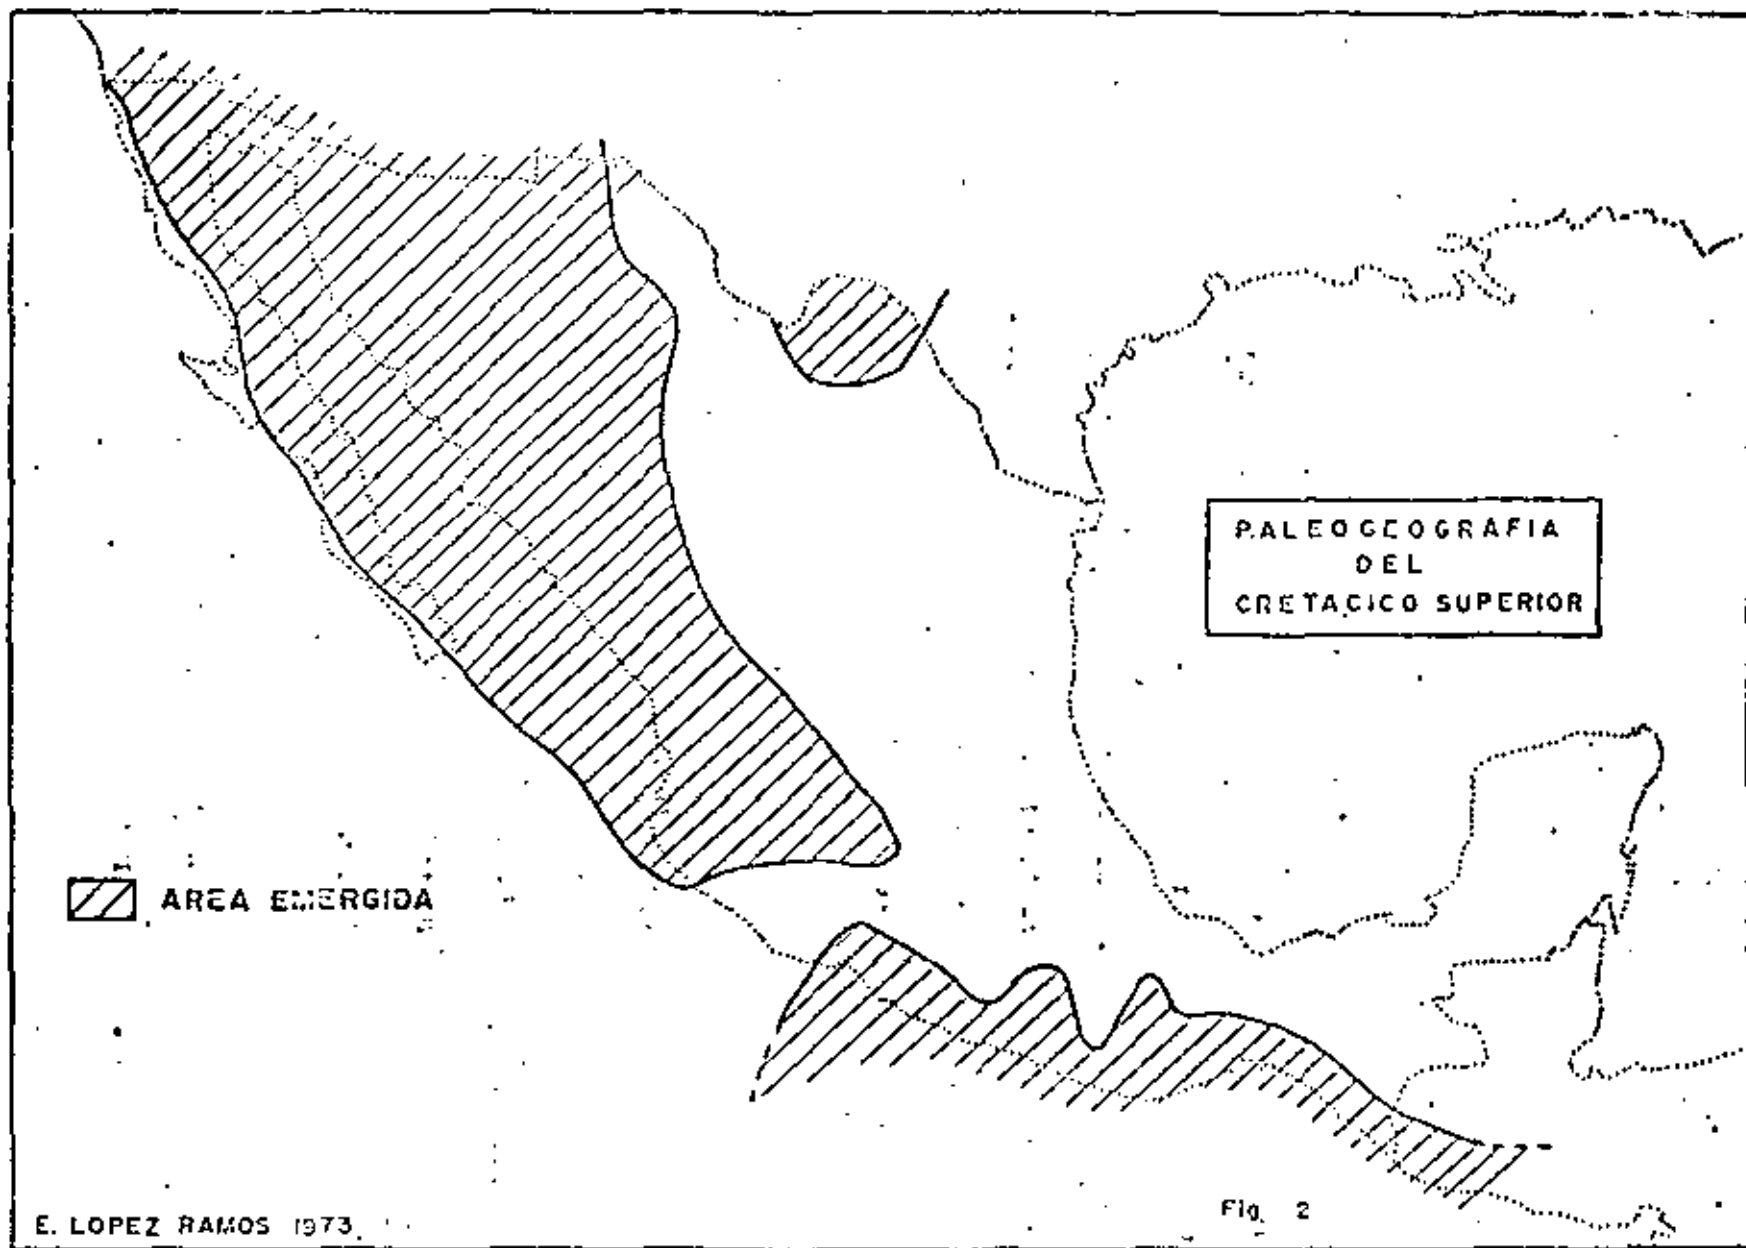 PALEOGEOGRAFIA
DEL
CRETACICO SUPERIOR
AREA EMERGIDA
E. LOPEZ RAMOS 1973
Fig. 2